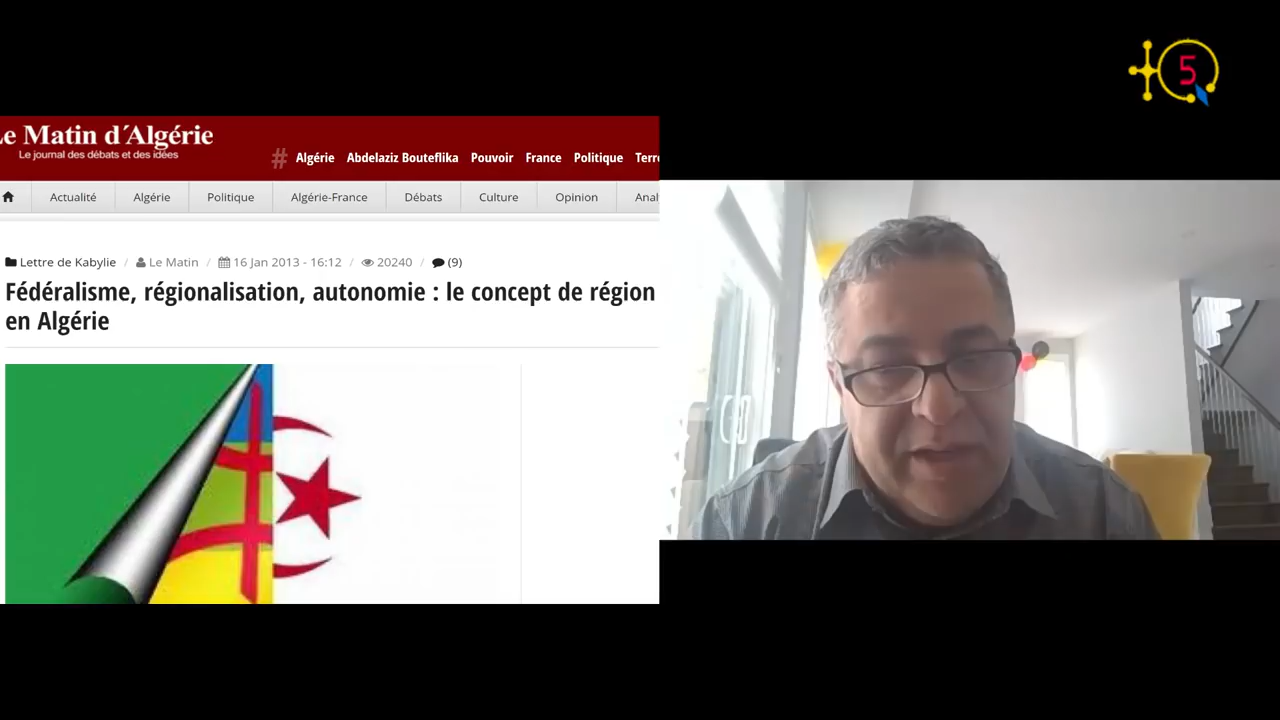 Le Matin d´Algérie
Le journal des débats et des idées
# Algérie Abdelaziz Bouteflika Pouvoir France Politique Terro
Actualité Algérie Politique Algérie-France Débats Culture Opinion Anal
Lettre de Kabylie / Le Matin / 16 Jan 2013 - 16:12 / 20240 / (9)
Fédéralisme, régionalisation, autonomie : le concept de région
en Algérie
5